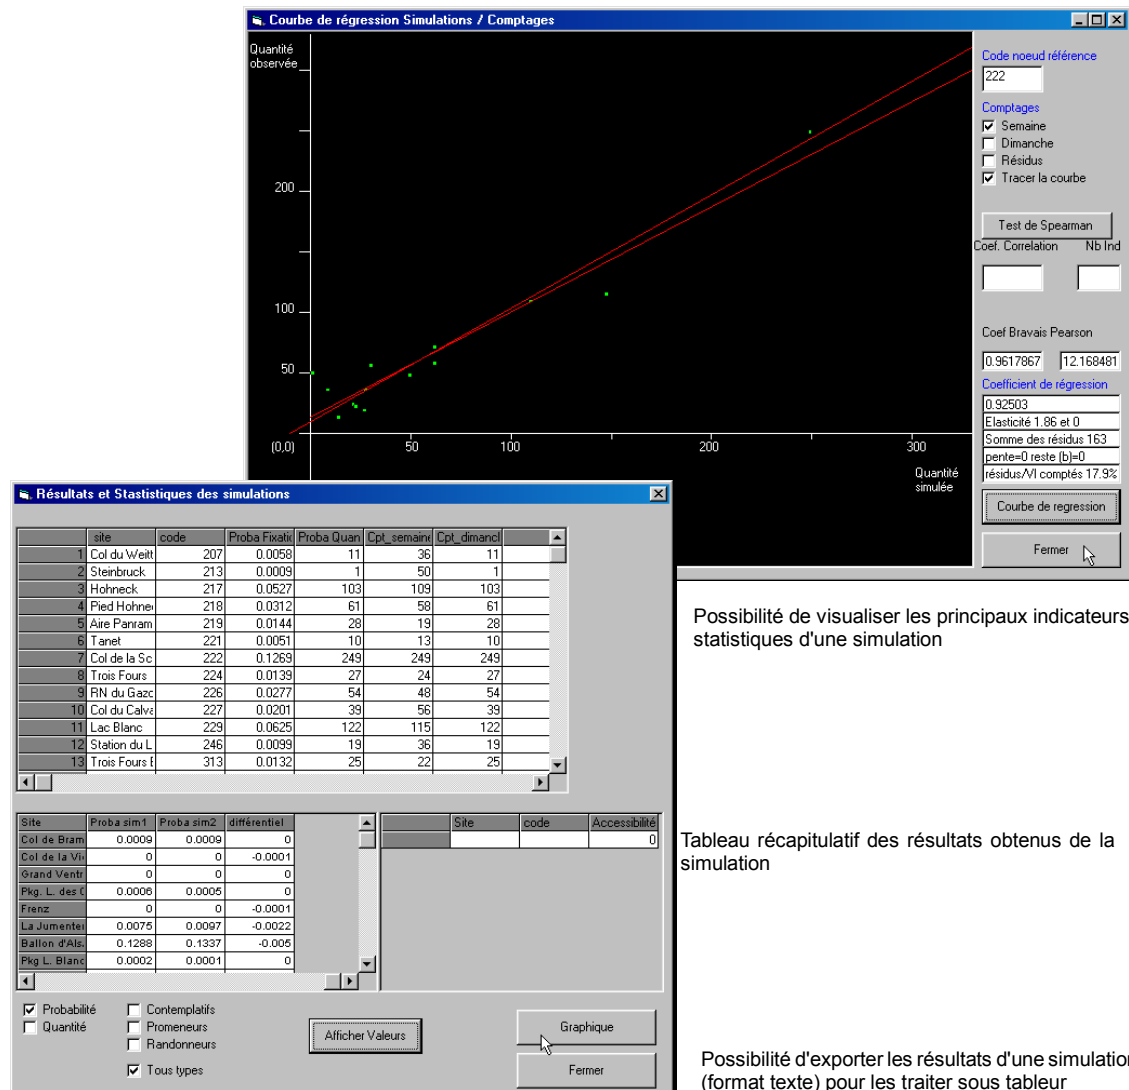 Courbe de régression Simulations / Comptages
Quantité
observée
200
100
50
(0,0)
50
100
200
300
Quantité
simulée
Code noeud référence
222
Comptages
Semaine
Dimanche
Résidus
Tracer la courbe
Test de Spearman
Coef. Correlation Nb Ind
Coef Bravais Pearson
0.9617867 12.168481
Coefficient de régression
0.92503
Elasticité 1.86 et 0
Somme des résidus 163
pente=0 reste (b)=0
résidus/VI comptés 17.9%
Courbe de regression
Fermer
Résultats et Stastistiques des simulations
site code Proba Fixatic Proba Quan Cpt_semaine Cpt_dimancl
1 Col du Weitt 207 0.0058 11 36 11
2 Steinbruck 213 0.0009 1 50 1
3 Hohneck 217 0.0527 103 109 103
4 Pied Hohne 218 0.0312 61 58 61
5 Aire Panram 219 0.0144 28 19 28
6 Tanet 221 0.0051 10 13 10
7 Col de la Sc 222 0.1269 249 249 249
8 Trois Fours 224 0.0139 27 24 27
9 RN du Gazc 226 0.0277 54 48 54
10 Col du Calva 227 0.0201 39 56 39
11 Lac Blanc 229 0.0625 122 115 122
12 Station du L 246 0.0099 19 36 19
13 Trois Fours E 313 0.0132 25 22 25
Site Proba sim1 Proba sim2 différentiel
Col de Bram 0.0009 0.0009 0
Col de la Vi 0 0 -0.0001
Grand Ventr 0 0 0
Pkg. L. des C 0.0006 0.0005 0
Frenz 0 0 -0.0001
La Jumente 0.0075 0.0097 -0.0022
Ballon d'Als. 0.1288 0.1337 -0.005
Pkg L. Blanc 0.0002 0.0001 0
Site code Accessibilité
0
Probabilité
Quantité
Contemplatifs
Promeneurs
Randonneurs
Tous types
Afficher Valeurs
Graphique
Fermer
Possibilité de visualiser les principaux indicateurs
statistiques d'une simulation
Tableau récapitulatif des résultats obtenus de la
simulation
Possibilité d'exporter les résultats d'une simulation
(format texte) pour les traiter sous tableur